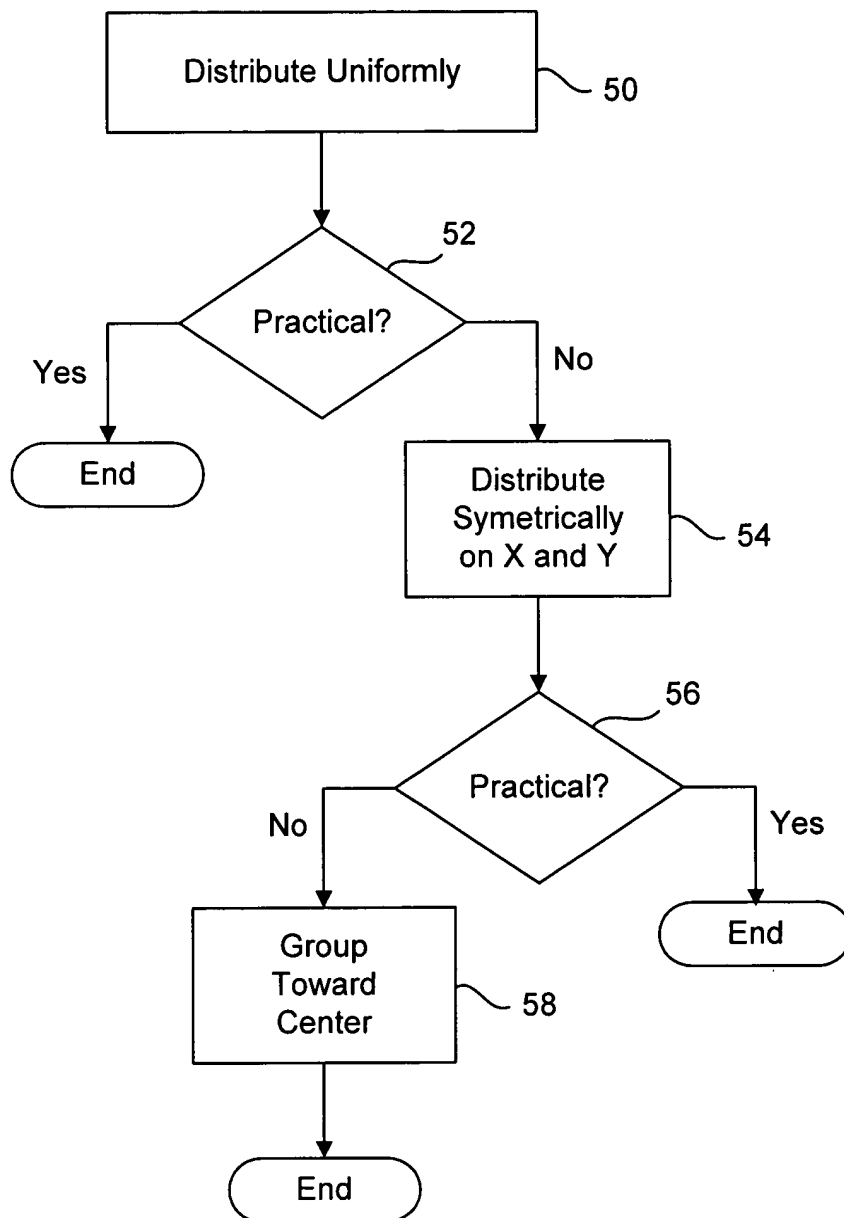 Distribute Uniformly
50
52
Practical?
Yes
No
End
Distribute
Symetrically
on X and Y
54
56
Practical?
No
Yes
Group
Toward
Center
58
End
End